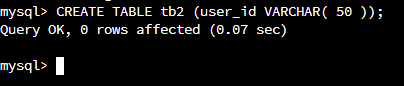 mysql> CREATE TABLE tb2 (user_id VARCHAR( 50 ));
Query OK, 0 rows affected (0.07 sec)
mysql>